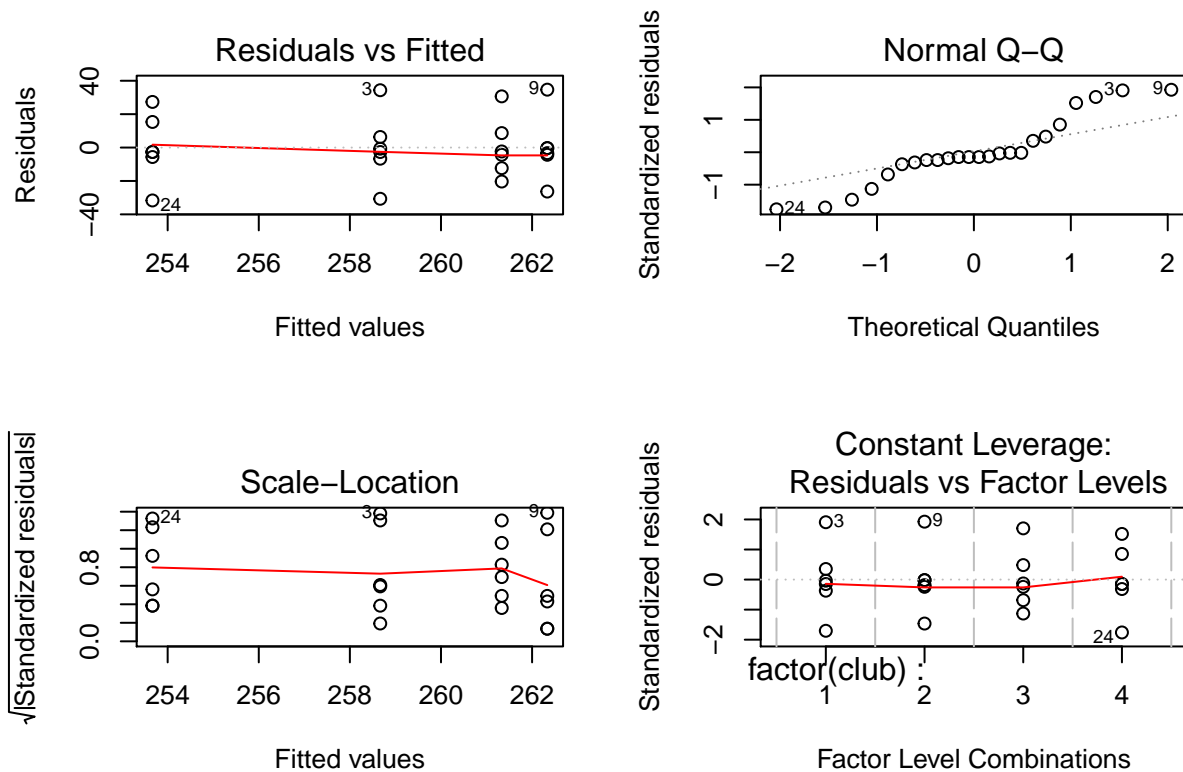 Residuals vs Fitted
Residuals
40
0
−40
3
9
24
254 256 258 260 262
Fitted values
Normal Q−Q
Standardized residuals
1
−1
3
9
24
−2 −1 0 1 2
Theoretical Quantiles
Scale−Location
√|Standardized residuals|
0.8
0.0
24
3
9
254 256 258 260 262
Fitted values
Constant Leverage:
Residuals vs Factor Levels
Standardized residuals
2
0
−2
3
9
24
factor(club) :
1 2 3 4
Factor Level Combinations